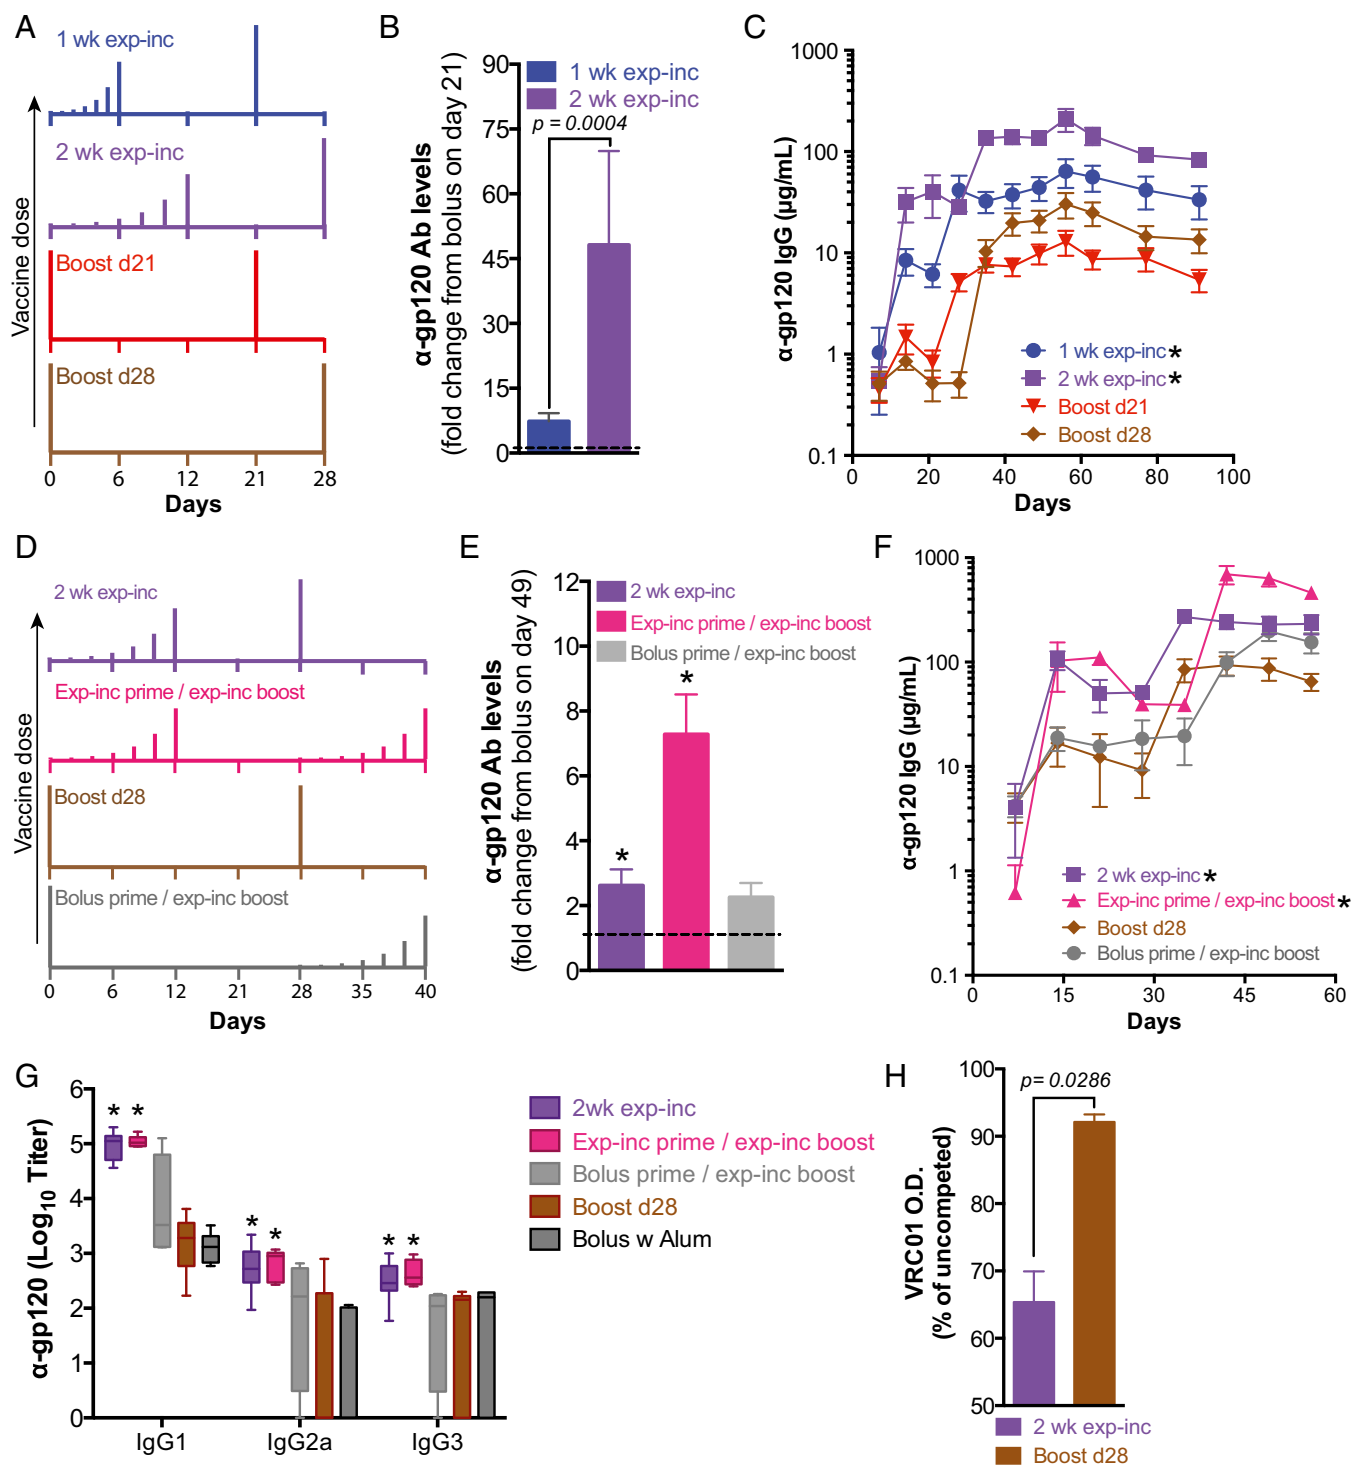 A
1 wk exp-inc
2 wk exp-inc
Boost d21
Boost d28
Vaccine dose
0 6 12 21 28
Days
B
α-gp120 Ab levels
(fold change from bolus on day 21)
90
75
60
45
30
15
0
1 wk exp-inc
2 wk exp-inc
p = 0.0004
C
α-gp120 IgG (µg/mL)
1000
100
10
1
0.1
0 20 40 60 80 100
Days
1 wk exp-inc*
2 wk exp-inc*
Boost d21
Boost d28
D
2 wk exp-inc
Exp-inc prime / exp-inc boost
Boost d28
Bolus prime / exp-inc boost
Vaccine dose
0 6 12 21 28 35 40
Days
E
α-gp120 Ab levels
(fold change from bolus on day 49)
12
10
8
6
4
2
0
2 wk exp-inc
Exp-inc prime / exp-inc boost
Bolus prime / exp-inc boost
*
*
F
α-gp120 IgG (µg/mL)
1000
100
10
1
0.1
0 15 30 45 60
Days
2 wk exp-inc*
Exp-inc prime / exp-inc boost*
Boost d28
Bolus prime / exp-inc boost
G
α-gp120 (Log10 Titer)
6
5
4
3
2
1
0
* *
* *
* *
IgG1 IgG2a IgG3
2wk exp-inc
Exp-inc prime / exp-inc boost
Bolus prime / exp-inc boost
Boost d28
Bolus w Alum
H
VRC01 O.D.
(% of uncompeted)
100
90
80
70
60
50
p= 0.0286
2 wk exp-inc
Boost d28